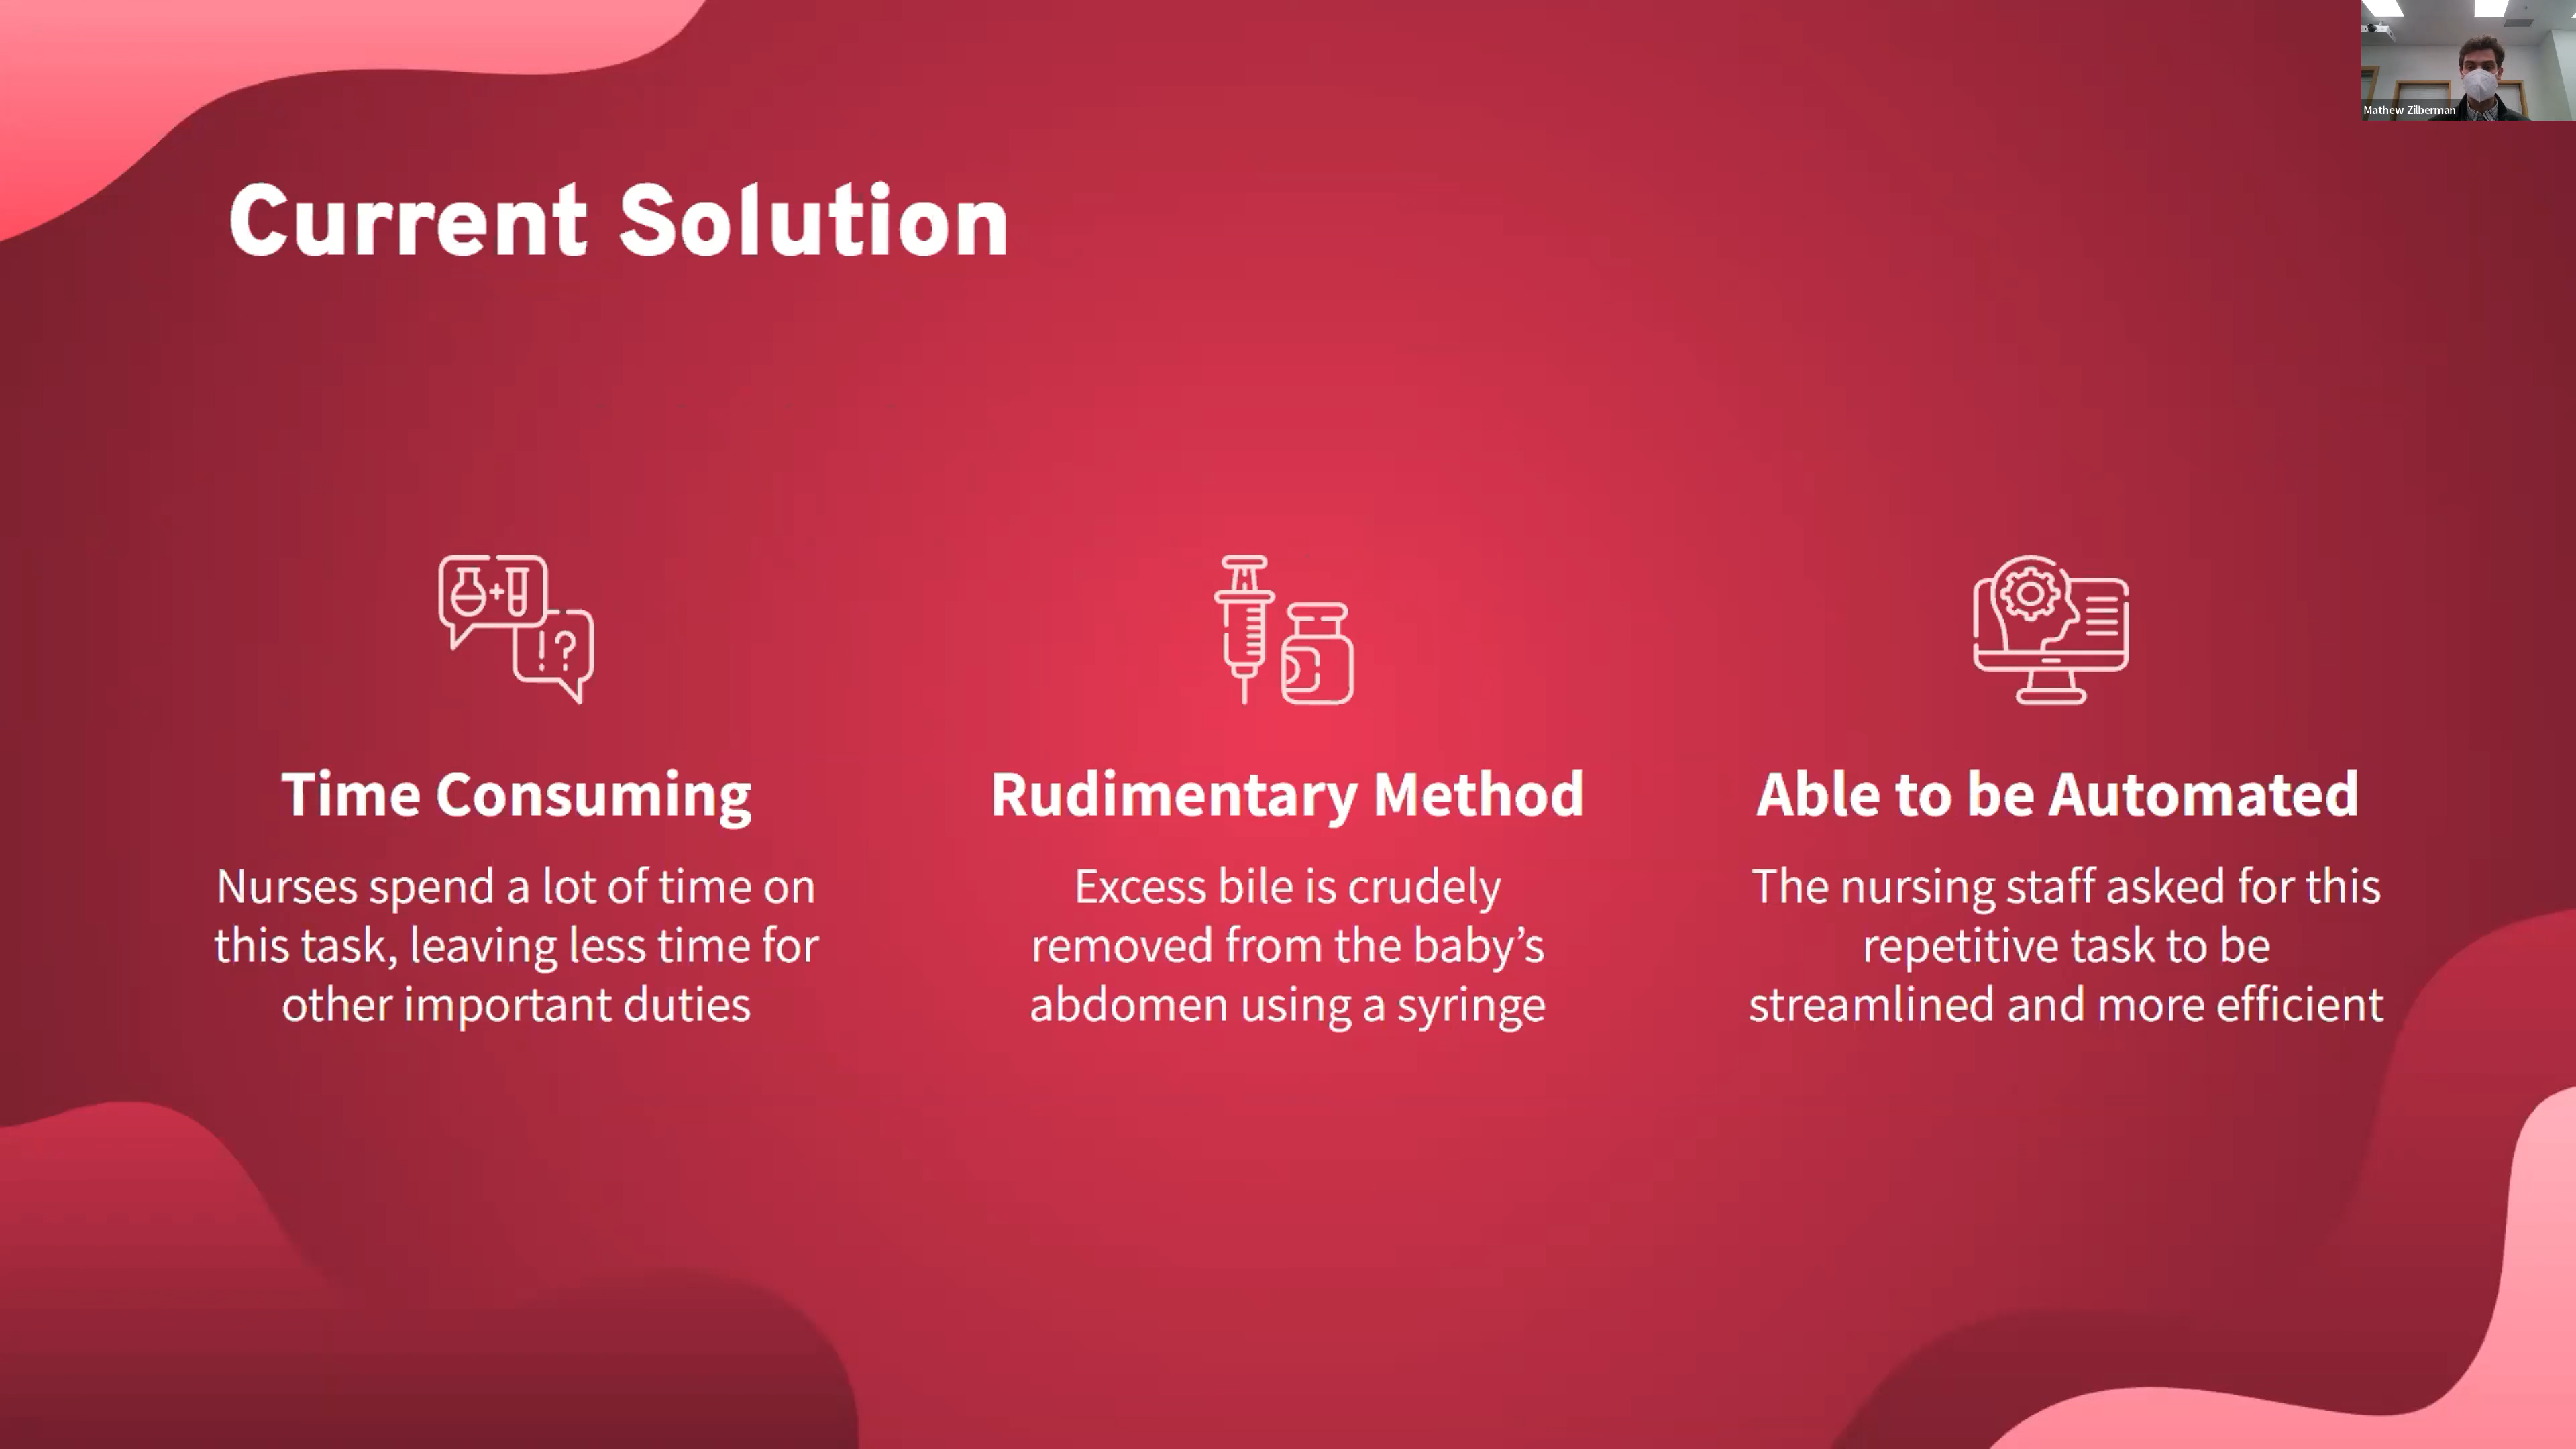 Mathew Zilberman
Current Solution
!?
Time Consuming
Nurses spend a lot of time on
this task, leaving less time for
other important duties
Rudimentary Method
Excess bile is crudely
removed from the baby’s
abdomen using a syringe
Able to be Automated
The nursing staff asked for this
repetitive task to be
streamlined and more efficient